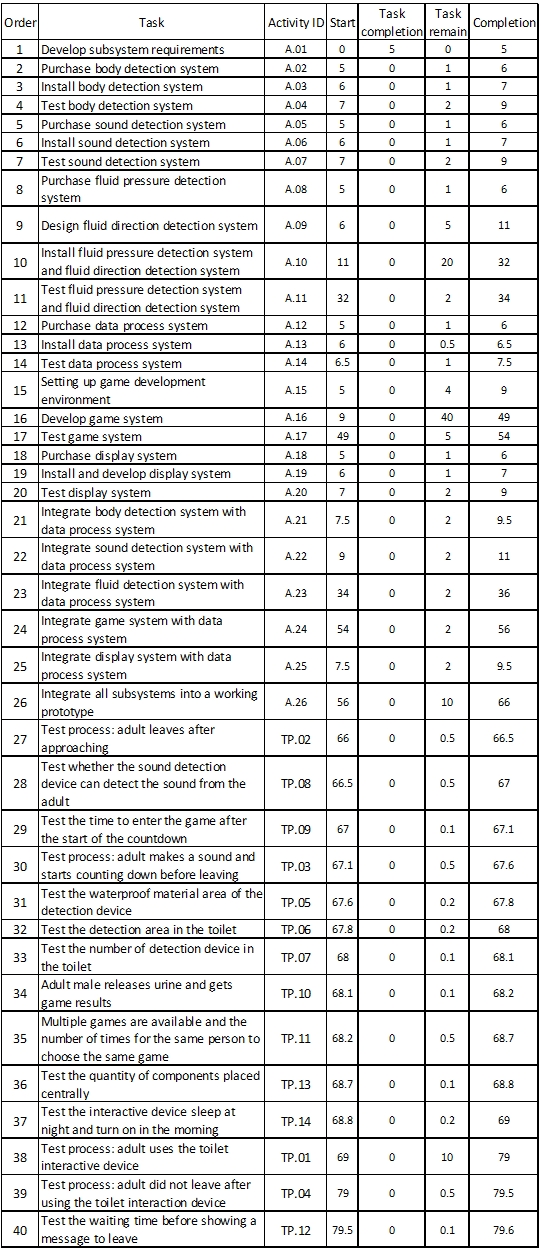 Order Task Activity ID Start Task completion Task remain Completion
1 Develop subsystem requirements A.01 0 5 0 5
2 Purchase body detection system A.02 5 0 1 6
3 Install body detection system A.03 6 0 1 7
4 Test body detection system A.04 7 0 2 9
5 Purchase sound detection system A.05 5 0 1 6
6 Install sound detection system A.06 6 0 1 7
7 Test sound detection system A.07 7 0 2 9
8 Purchase fluid pressure detection system A.08 5 0 1 6
9 Design fluid direction detection system A.09 6 0 5 11
10 Install fluid pressure detection system and fluid direction detection system A.10 11 0 20 32
11 Test fluid pressure detection system and fluid direction detection system A.11 32 0 2 34
12 Purchase data process system A.12 5 0 1 6
13 Install data process system A.13 6 0 0.5 6.5
14 Test data process system A.14 6.5 0 1 7.5
15 Setting up game development environment A.15 5 0 4 9
16 Develop game system A.16 9 0 40 49
17 Test game system A.17 49 0 5 54
18 Purchase display system A.18 5 0 1 6
19 Install and develop display system A.19 6 0 1 7
20 Test display system A.20 7 0 2 9
21 Integrate body detection system with data process system A.21 7.5 0 2 9.5
22 Integrate sound detection system with data process system A.22 9 0 2 11
23 Integrate fluid detection system with data process system A.23 34 0 2 36
24 Integrate game system with data process system A.24 54 0 2 56
25 Integrate display system with data process system A.25 7.5 0 2 9.5
26 Integrate all subsystems into a working prototype A.26 56 0 10 66
27 Test process: adult leaves after approaching TP.02 66 0 0.5 66.5
28 Test whether the sound detection device can detect the sound from the adult TP.08 66.5 0 0.5 67
29 Test the time to enter the game after the start of the countdown TP.09 67 0 0.1 67.1
30 Test process: adult makes a sound and starts counting down before leaving TP.03 67.1 0 0.5 67.6
31 Test the waterproof material area of the detection device TP.05 67.6 0 0.2 67.8
32 Test the detection area in the toilet TP.06 67.8 0 0.2 68
33 Test the number of detection device in the toilet TP.07 68 0 0.1 68.1
34 Adult male releases urine and gets game results TP.10 68.1 0 0.1 68.2
35 Multiple games are available and the number of times for the same person to choose the same game TP.11 68.2 0 0.5 68.7
36 Test the quantity of components placed centrally TP.13 68.7 0 0.1 68.8
37 Test the interactive device sleep at night and turn on in the morning TP.14 68.8 0 0.2 69
38 Test process: adult uses the toilet interactive device TP.01 69 0 10 79
39 Test process: adult did not leave after using the toilet interaction device TP.04 79 0 0.5 79.5
40 Test the waiting time before showing a message to leave TP.12 79.5 0 0.1 79.6